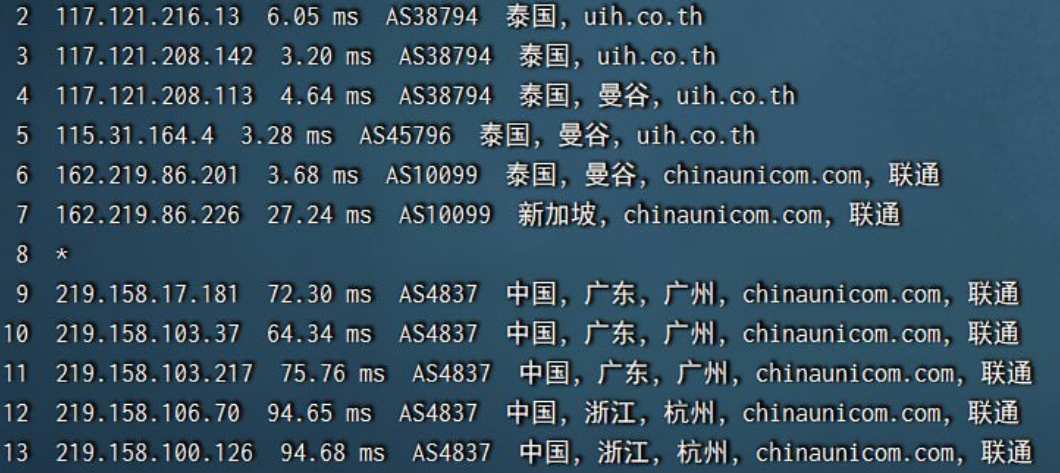 2 117.121.216.13 6.05 ms AS38794 泰国, uih.co.th
3 117.121.208.142 3.20 ms AS38794 泰国, uih.co.th
4 117.121.208.113 4.64 ms AS38794 泰国, 曼谷, uih.co.th
5 115.31.164.4 3.28 ms AS45796 泰国, 曼谷, uih.co.th
6 162.219.86.201 3.68 ms AS10099 泰国, 曼谷, chinaunicom.com, 联通
7 162.219.86.226 27.24 ms AS10099 新加坡, chinaunicom.com, 联通
8 *
9 219.158.17.181 72.30 ms AS4837 中国, 广东, 广州, chinaunicom.com, 联通
10 219.158.103.37 64.34 ms AS4837 中国, 广东, 广州, chinaunicom.com, 联通
11 219.158.103.217 75.76 ms AS4837 中国, 广东, 广州, chinaunicom.com, 联通
12 219.158.106.70 94.65 ms AS4837 中国, 浙江, 杭州, chinaunicom.com, 联通
13 219.158.100.126 94.68 ms AS4837 中国, 浙江, 杭州, chinaunicom.com, 联通